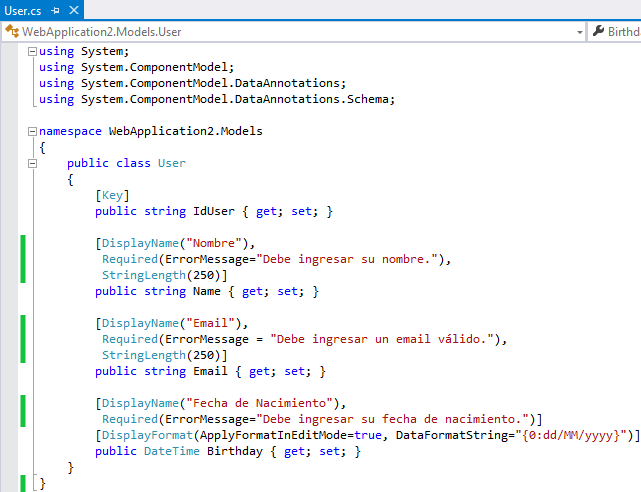 User.cs
WebApplication2.Models.User
Birthda
using System;
using System.ComponentModel;
using System.ComponentModel.DataAnnotations;
using System.ComponentModel.DataAnnotations.Schema;
namespace WebApplication2.Models
{
public class User
{
[Key]
public string IdUser { get; set; }
[DisplayName("Nombre"),
Required(ErrorMessage="Debe ingresar su nombre."),
StringLength(250)]
public string Name { get; set; }
[DisplayName("Email"),
Required(ErrorMessage = "Debe ingresar un email válido."),
StringLength(250)]
public string Email { get; set; }
[DisplayName("Fecha de Nacimiento"),
Required(ErrorMessage="Debe ingresar su fecha de nacimiento.")]
[DisplayFormat(ApplyFormatInEditMode=true, DataFormatString="{0:dd/MM/yyyy}")]
public DateTime Birthday { get; set; }
}
}